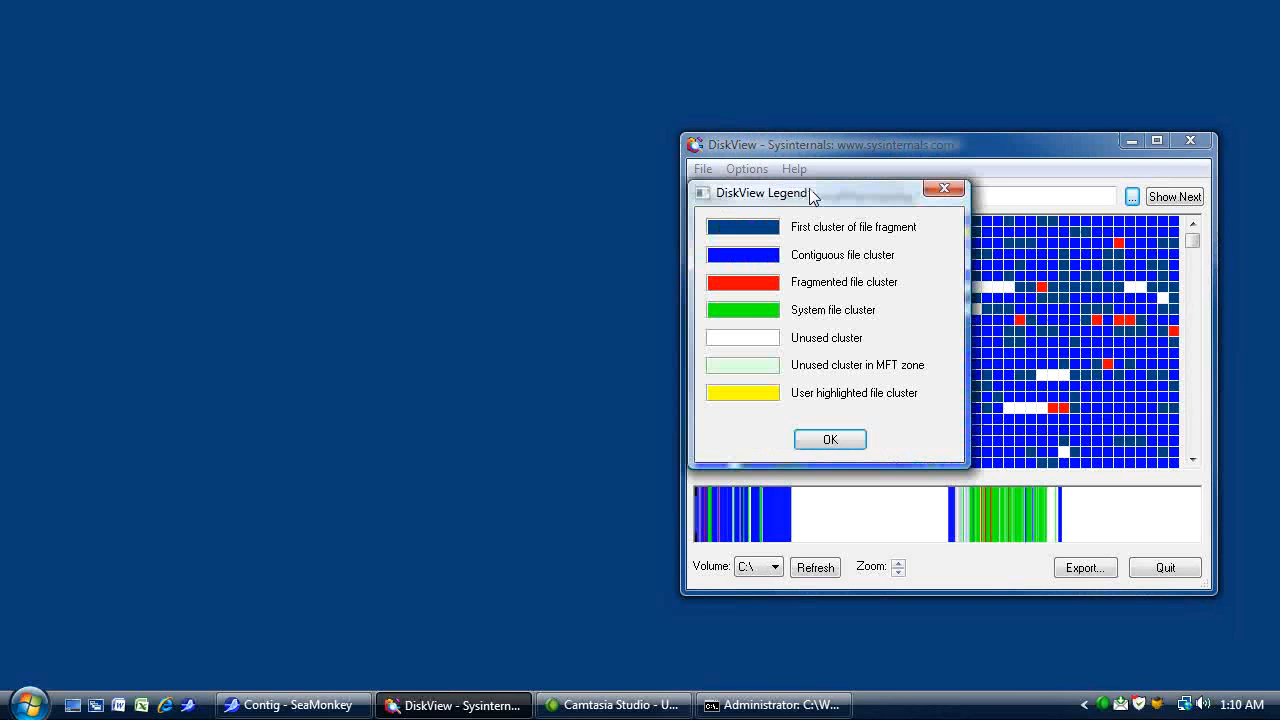 DiskView - Sysinternals: www.sysinternals.com
File Options Help
DiskView Legend
... Show Next
First cluster of file fragment
Contiguous file cluster
Fragmented file cluster
System file cluster
Unused cluster
Unused cluster in MFT zone
User highlighted file cluster
OK
Volume: C:\ Refresh Zoom: Export... Quit
Contig - SeaMonkey DiskView - Sysintern... Camtasia Studio - U... Administrator: C:\W... 1:10 AM